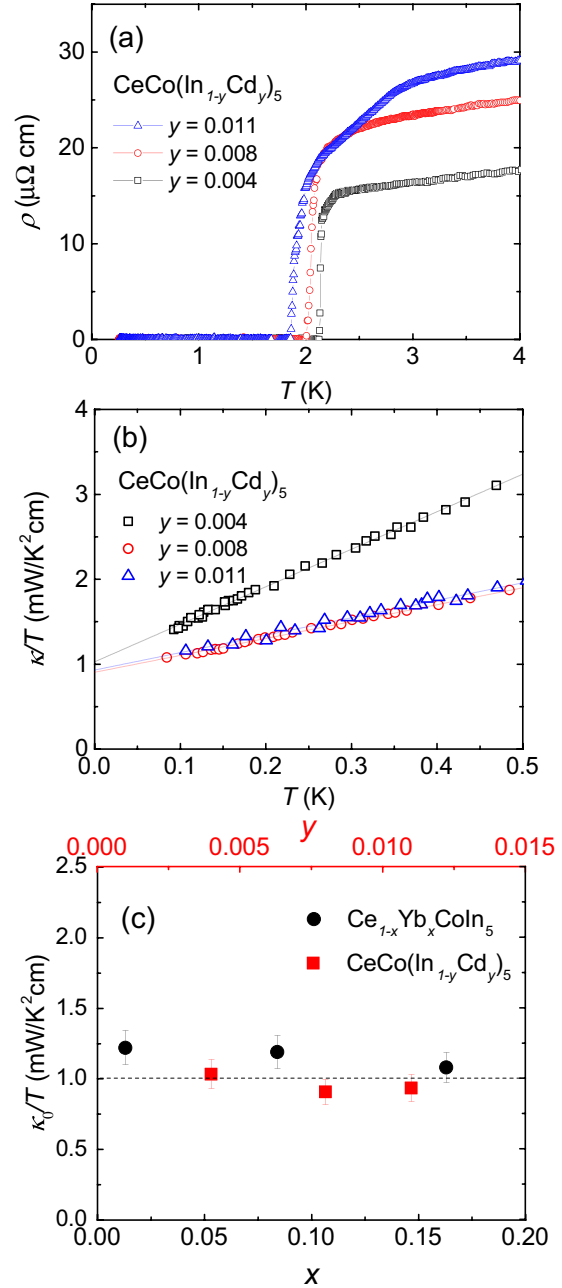 (a)
CeCo(In1-yCdy)5
y = 0.011
y = 0.008
y = 0.004
ρ (μΩ cm)
30
20
10
0
0 1 2 3 4
T (K)
(b)
CeCo(In1-yCdy)5
y = 0.004
y = 0.008
y = 0.011
κ/T (mW/K²cm)
4
3
2
1
0
0.0 0.1 0.2 0.3 0.4 0.5
T (K)
y
0.000 0.005 0.010 0.015
(c)
Ce1-xYbxCoIn5
CeCo(In1-yCdy)5
κ0/T (mW/K²cm)
2.5
2.0
1.5
1.0
0.5
0.0
0.00 0.05 0.10 0.15 0.20
x